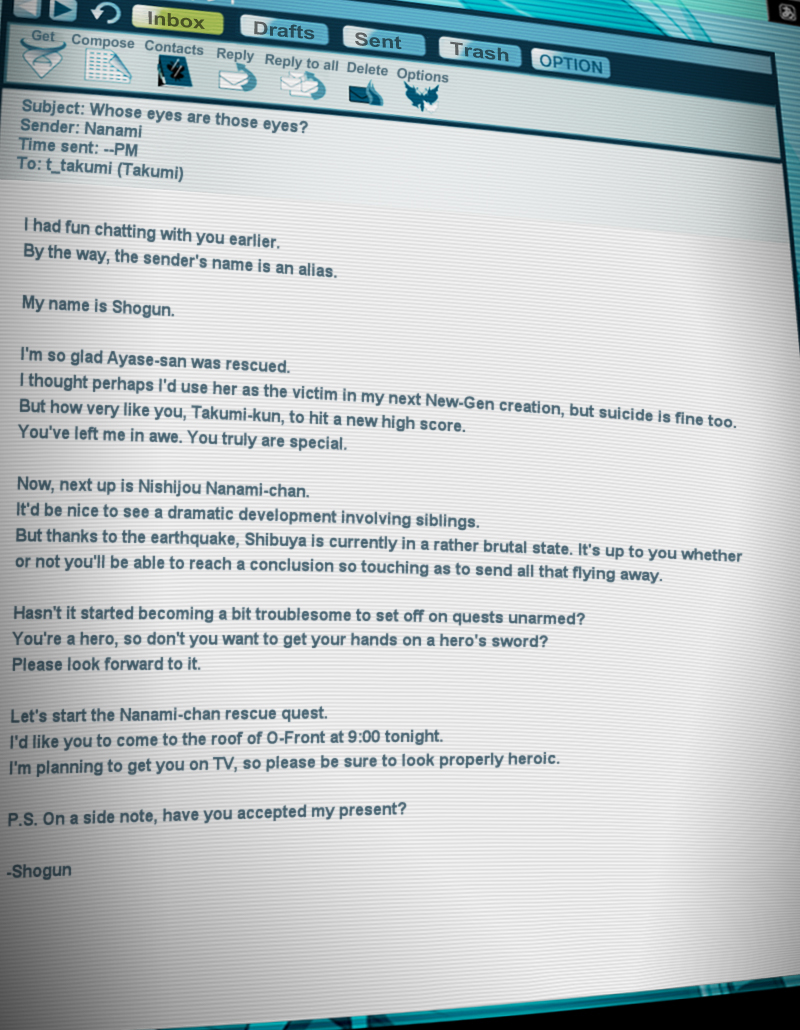 Inbox
Drafts
Sent
Trash
OPTION
Get
Compose
Contacts
Reply
Reply to all
Delete
Options
Subject: Whose eyes are those eyes?
Sender: Nanami
Time sent: --PM
To: t_takumi (Takumi)
I had fun chatting with you earlier.
By the way, the sender's name is an alias.
My name is Shogun.
I'm so glad Ayase-san was rescued.
I thought perhaps I'd use her as the victim in my next New-Gen creation, but suicide is fine too.
But how very like you, Takumi-kun, to hit a new high score.
You've left me in awe. You truly are special.
Now, next up is Nishijou Nanami-chan.
It'd be nice to see a dramatic development involving siblings.
But thanks to the earthquake, Shibuya is currently in a rather brutal state. It's up to you whether
or not you'll be able to reach a conclusion so touching as to send all that flying away.
Hasn't it started becoming a bit troublesome to set off on quests unarmed?
You're a hero, so don't you want to get your hands on a hero's sword?
Please look forward to it.
Let's start the Nanami-chan rescue quest.
I'd like you to come to the roof of O-Front at 9:00 tonight.
I'm planning to get you on TV, so please be sure to look properly heroic.
P.S. On a side note, have you accepted my present?
-Shogun